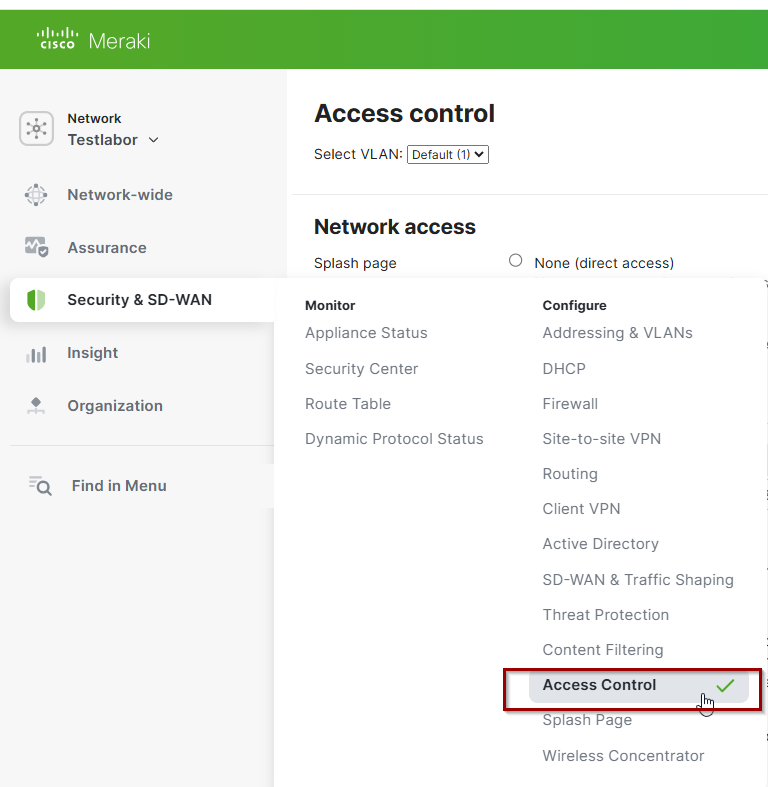 cisco Meraki
Network
Testlabor
Network-wide
Assurance
Security & SD-WAN
Insight
Organization
Find in Menu
Access control
Select VLAN: Default (1)
Network access
Splash page None (direct access)
Monitor
Appliance Status
Security Center
Route Table
Dynamic Protocol Status
Configure
Addressing & VLANs
DHCP
Firewall
Site-to-site VPN
Routing
Client VPN
Active Directory
SD-WAN & Traffic Shaping
Threat Protection
Content Filtering
Access Control
Splash Page
Wireless Concentrator